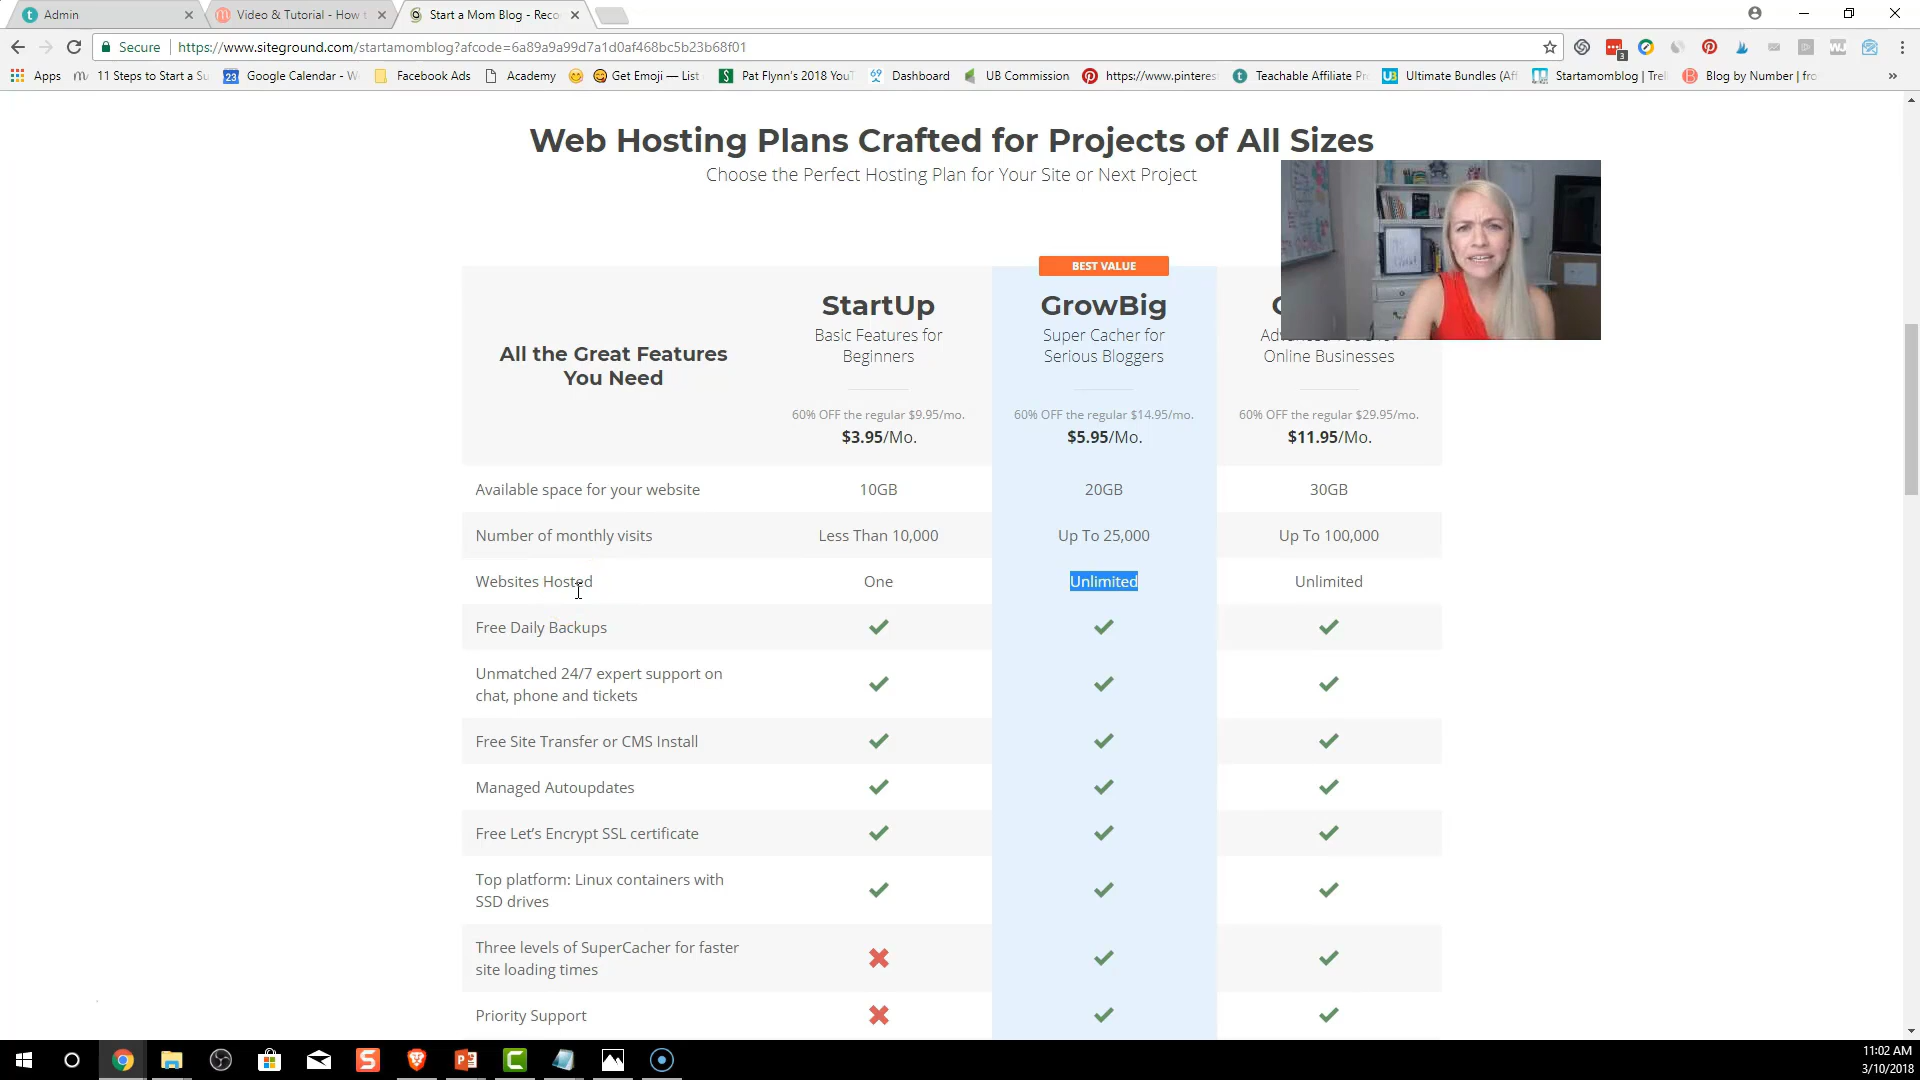 Admin
Video & Tutorial - How t
Start a Mom Blog - Reco
Secure
https://www.siteground.com/startamomblog?afcode=6a89a9a99d7a1d0af468bc5b23b68f01
3
Apps
11 Steps to Start a Su
23
Google Calendar - W
Facebook Ads
Academy
Get Emoji — List
Pat Flynn's 2018 YouT
Dashboard
UB Commission
https://www.pinteres
Teachable Affiliate Pr
Ultimate Bundles (Aff
Startamomblog | Trel
Blog by Number | fro
Web Hosting Plans Crafted for Projects of All Sizes
Choose the Perfect Hosting Plan for Your Site or Next Project
BEST VALUE
All the Great Features
You Need
StartUp
Basic Features for
Beginners
60% OFF the regular $9.95/mo.
$3.95/Mo.
GrowBig
Super Cacher for
Serious Bloggers
60% OFF the regular $14.95/mo.
$5.95/Mo.
Online Businesses
60% OFF the regular $29.95/mo.
$11.95/Mo.
Available space for your website 10GB 20GB 30GB
Number of monthly visits Less Than 10,000 Up To 25,000 Up To 100,000
Websites Hosted One Unlimited Unlimited
Free Daily Backups
Unmatched 24/7 expert support on
chat, phone and tickets
Free Site Transfer or CMS Install
Managed Autoupdates
Free Let's Encrypt SSL certificate
Top platform: Linux containers with
SSD drives
Three levels of SuperCacher for faster
site loading times
Priority Support
11:02 AM
3/10/2018